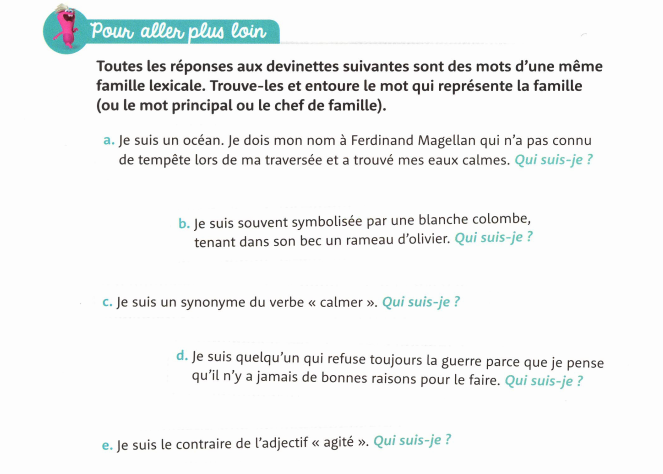 Pour aller plus loin
Toutes les réponses aux devinettes suivantes sont des mots d'une même
famille lexicale. Trouve-les et entoure le mot qui représente la famille
(ou le mot principal ou le chef de famille).
a. Je suis un océan. Je dois mon nom à Ferdinand Magellan qui n'a pas connu
de tempête lors de ma traversée et a trouvé mes eaux calmes. Qui suis-je ?
b. Je suis souvent symbolisée par une blanche colombe,
tenant dans son bec un rameau d'olivier. Qui suis-je ?
c. Je suis un synonyme du verbe « calmer ». Qui suis-je ?
d. Je suis quelqu'un qui refuse toujours la guerre parce que je pense
qu'il n'y a jamais de bonnes raisons pour le faire. Qui suis-je ?
e. Je suis le contraire de l'adjectif « agité ». Qui suis-je ?